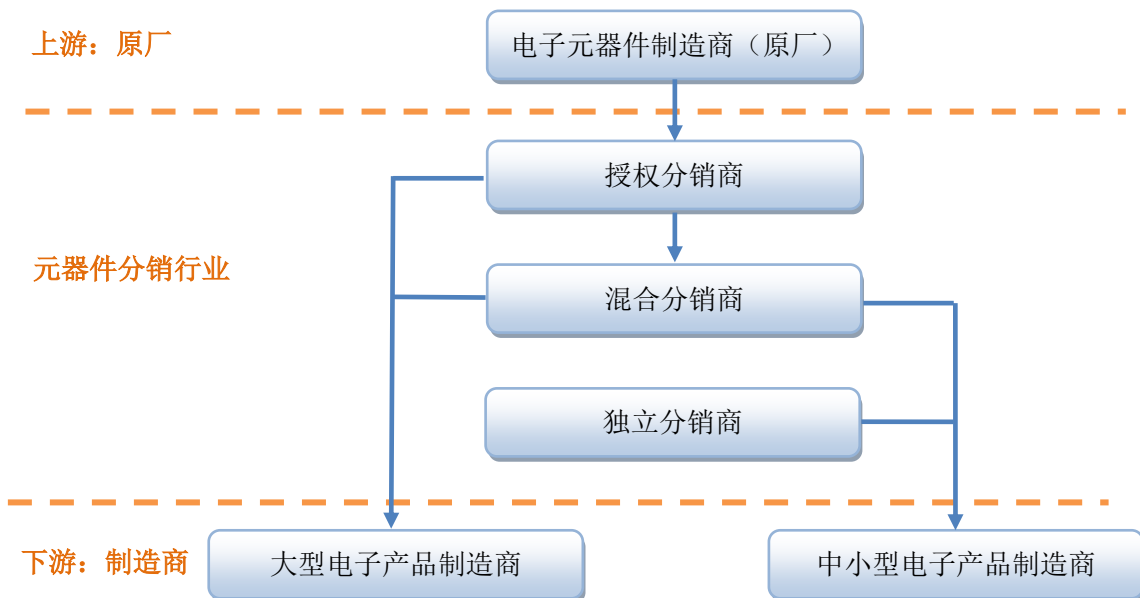 上游：原厂
电子元器件制造商（原厂）
授权分销商
元器件分销行业
混合分销商
独立分销商
下游：制造商
大型电子产品制造商
中小型电子产品制造商